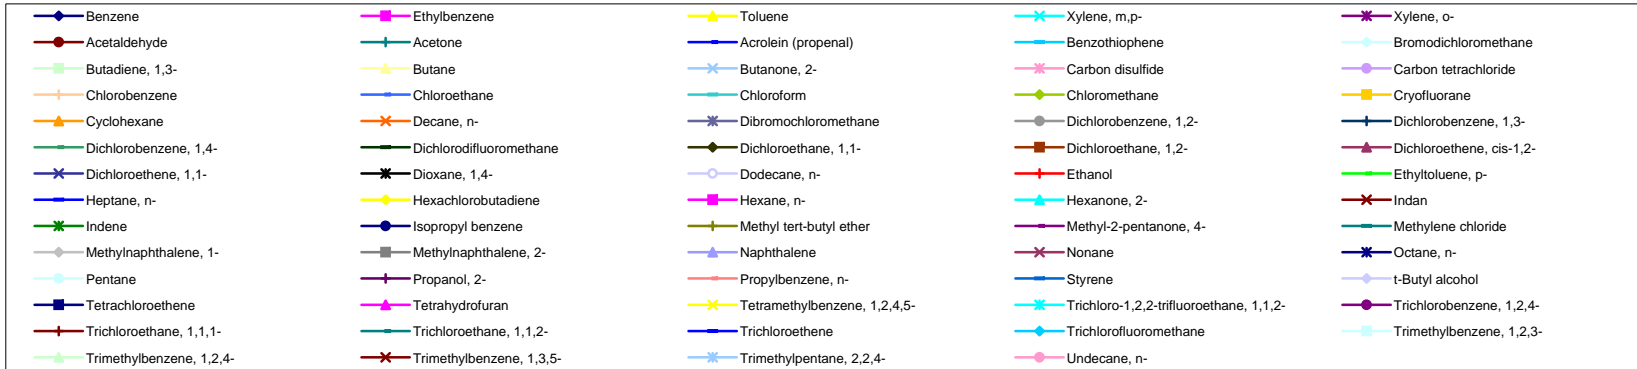 Benzene Ethylbenzene Toluene Xylene, m,p- Xylene, o-
Acetaldehyde Acetone Acrolein (propenal) Benzothiophene Bromodichloromethane
Butadiene, 1,3- Butane Butanone, 2- Carbon disulfide Carbon tetrachloride
Chlorobenzene Chloroethane Chloroform Chloromethane Cryofluorane
Cyclohexane Decane, n- Dibromochloromethane Dichlorobenzene, 1,2- Dichlorobenzene, 1,3-
Dichlorobenzene, 1,4- Dichlorodifluoromethane Dichloroethane, 1,1- Dichloroethane, 1,2- Dichloroethene, cis-1,2-
Dichloroethene, 1,1- Dioxane, 1,4- Dodecane, n- Ethanol Ethyltoluene, p-
Heptane, n- Hexachlorobutadiene Hexane, n- Hexanone, 2- Indan
Indene Isopropyl benzene Methyl tert-butyl ether Methyl-2-pentanone, 4- Methylene chloride
Methylnaphthalene, 1- Methylnaphthalene, 2- Naphthalene Nonane Octane, n-
Pentane Propanol, 2- Propylbenzene, n- Styrene t-Butyl alcohol
Tetrachloroethene Tetrahydrofuran Tetramethylbenzene, 1,2,4,5- Trichloro-1,2,2-trifluoroethane, 1,1,2- Trichlorobenzene, 1,2,4-
Trichloroethane, 1,1,1- Trichloroethane, 1,1,2- Trichloroethene Trichlorofluoromethane Trimethylbenzene, 1,2,3-
Trimethylbenzene, 1,2,4- Trimethylbenzene, 1,3,5- Trimethylpentane, 2,2,4- Undecane, n-